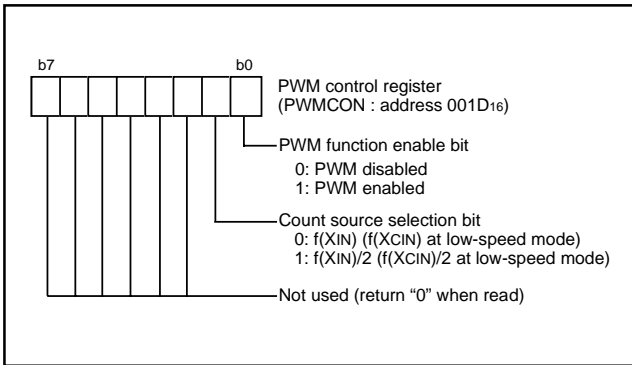 b7 b0
PWM control register
(PWMCON : address 001D16)
PWM function enable bit
0: PWM disabled
1: PWM enabled
Count source selection bit
0: f(XIN) (f(XCIN) at low-speed mode)
1: f(XIN)/2 (f(XCIN)/2 at low-speed mode)
Not used (return “0” when read)